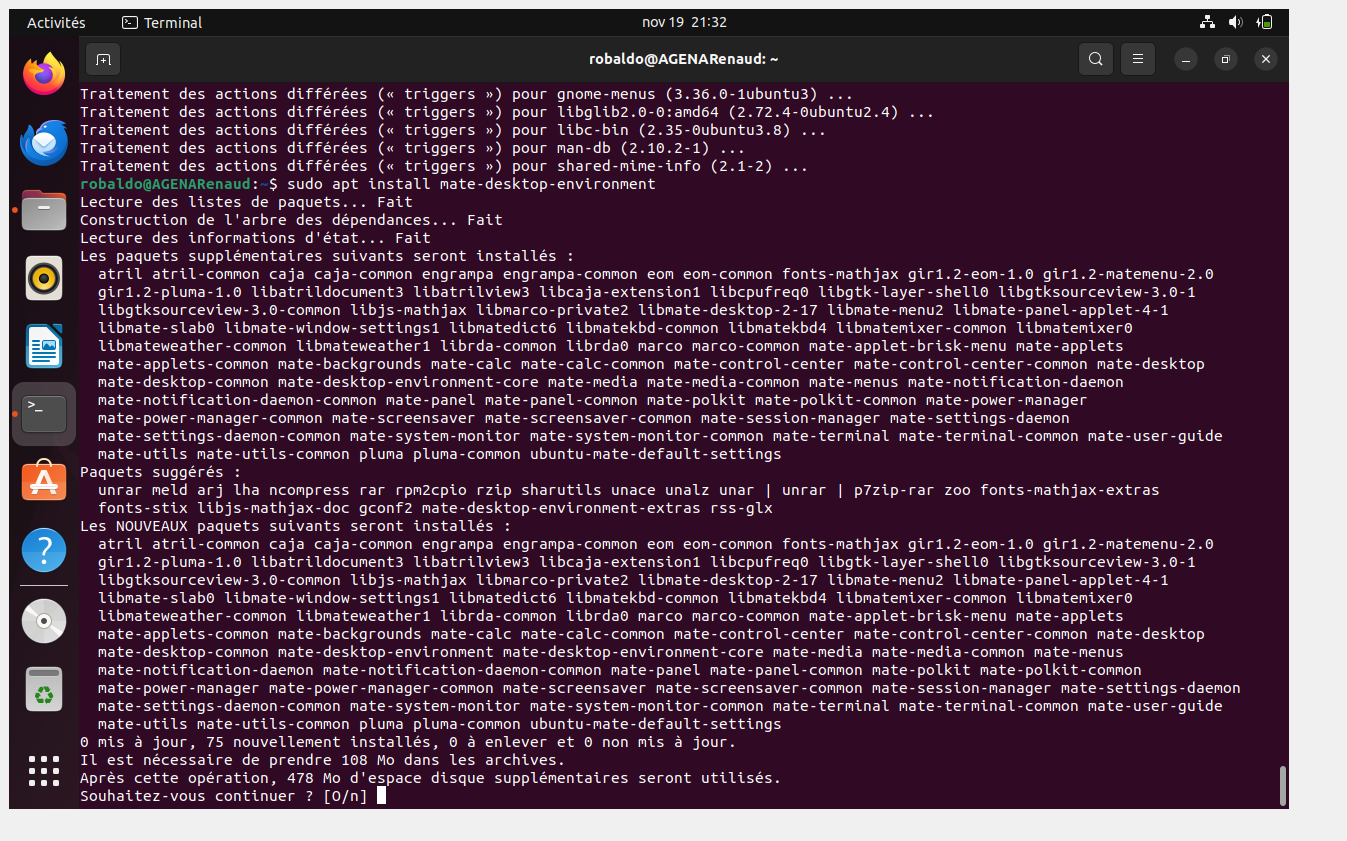 Activités
Terminal
nov 19 21:32
robaldo@AGENARenaud: ~
Traitement des actions différées (« triggers ») pour gnome-menus (3.36.0-1ubuntu3) ...
Traitement des actions différées (« triggers ») pour libglib2.0-0:amd64 (2.72.4-0ubuntu2.4) ...
Traitement des actions différées (« triggers ») pour libc-bin (2.35-0ubuntu3.8) ...
Traitement des actions différées (« triggers ») pour man-db (2.10.2-1) ...
Traitement des actions différées (« triggers ») pour shared-mime-info (2.1-2) ...
robaldo@AGENARenaud:~$ sudo apt install mate-desktop-environment
Lecture des listes de paquets... Fait
Construction de l'arbre des dépendances... Fait
Lecture des informations d'état... Fait
Les paquets supplémentaires suivants seront installés :
atril atril-common caja caja-common engrampa engrampa-common eom eom-common fonts-mathjax gir1.2-eom-1.0 gir1.2-matemenu-2.0
gir1.2-pluma-1.0 libatrildocument3 libatrilview3 libcaja-extension1 libcpufreq0 libgtk-layer-shell0 libgtksourceview-3.0-1
libgtksourceview-3.0-common libjs-mathjax libmarco-private2 libmate-desktop-2-17 libmate-menu2 libmate-panel-applet-4-1
libmate-slab0 libmate-window-settings1 libmatedict6 libmatekbd-common libmatekbd4 libmatemixer-common libmatemixer0
libmateweather-common libmateweather1 librda-common librda0 marco marco-common mate-applet-brisk-menu mate-applets
mate-applets-common mate-backgrounds mate-calc mate-calc-common mate-control-center mate-control-center-common mate-desktop
mate-desktop-common mate-desktop-environment-core mate-media mate-media-common mate-menus mate-notification-daemon
mate-notification-daemon-common mate-panel mate-panel-common mate-polkit mate-polkit-common mate-power-manager
mate-power-manager-common mate-screensaver mate-screensaver-common mate-session-manager mate-settings-daemon
mate-settings-daemon-common mate-system-monitor mate-system-monitor-common mate-terminal mate-terminal-common mate-user-guide
mate-utils mate-utils-common pluma pluma-common ubuntu-mate-default-settings
Paquets suggérés :
unrar meld arj lha ncompress rar rpm2cpio rzip sharutils unace unalz unar | unrar | p7zip-rar zoo fonts-mathjax-extras
fonts-stix libjs-mathjax-doc gconf2 mate-desktop-environment-extras rss-glx
Les NOUVEAUX paquets suivants seront installés :
atril atril-common caja caja-common engrampa engrampa-common eom eom-common fonts-mathjax gir1.2-eom-1.0 gir1.2-matemenu-2.0
gir1.2-pluma-1.0 libatrildocument3 libatrilview3 libcaja-extension1 libcpufreq0 libgtk-layer-shell0 libgtksourceview-3.0-1
libgtksourceview-3.0-common libjs-mathjax libmarco-private2 libmate-desktop-2-17 libmate-menu2 libmate-panel-applet-4-1
libmate-slab0 libmate-window-settings1 libmatedict6 libmatekbd-common libmatekbd4 libmatemixer-common libmatemixer0
libmateweather-common libmateweather1 librda-common librda0 marco marco-common mate-applet-brisk-menu mate-applets
mate-applets-common mate-backgrounds mate-calc mate-calc-common mate-control-center mate-control-center-common mate-desktop
mate-desktop-common mate-desktop-environment mate-desktop-environment-core mate-media mate-media-common mate-menus
mate-notification-daemon mate-notification-daemon-common mate-panel mate-panel-common mate-polkit mate-polkit-common
mate-power-manager mate-power-manager-common mate-screensaver mate-screensaver-common mate-session-manager mate-settings-daemon
mate-settings-daemon-common mate-system-monitor mate-system-monitor-common mate-terminal mate-terminal-common mate-user-guide
mate-utils mate-utils-common pluma pluma-common ubuntu-mate-default-settings
0 mis à jour, 75 nouvellement installés, 0 à enlever et 0 non mis à jour.
Il est nécessaire de prendre 108 Mo dans les archives.
Après cette opération, 478 Mo d'espace disque supplémentaires seront utilisés.
Souhaitez-vous continuer ? [O/n]